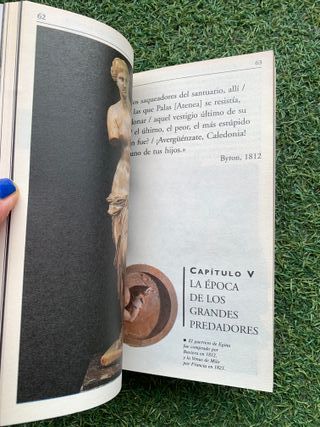 62
63
os saqueadores del santuario, allí /
las que Palas [Atenea] se resistía,
donar / aquel vestigio último de su
/ el último, el peor, el más estúpido
n fue? / ¡Avergüénzate, Caledonia!
uno de tus hijos.»
Byron, 1812
CAPÍTULO V
LA ÉPOCA
DE LOS
GRANDES
PREDADORES
■ El guerrero de Egina
fue comprado por
Baviera en 1812,
y la Venus de Milo
por Francia en 1821.